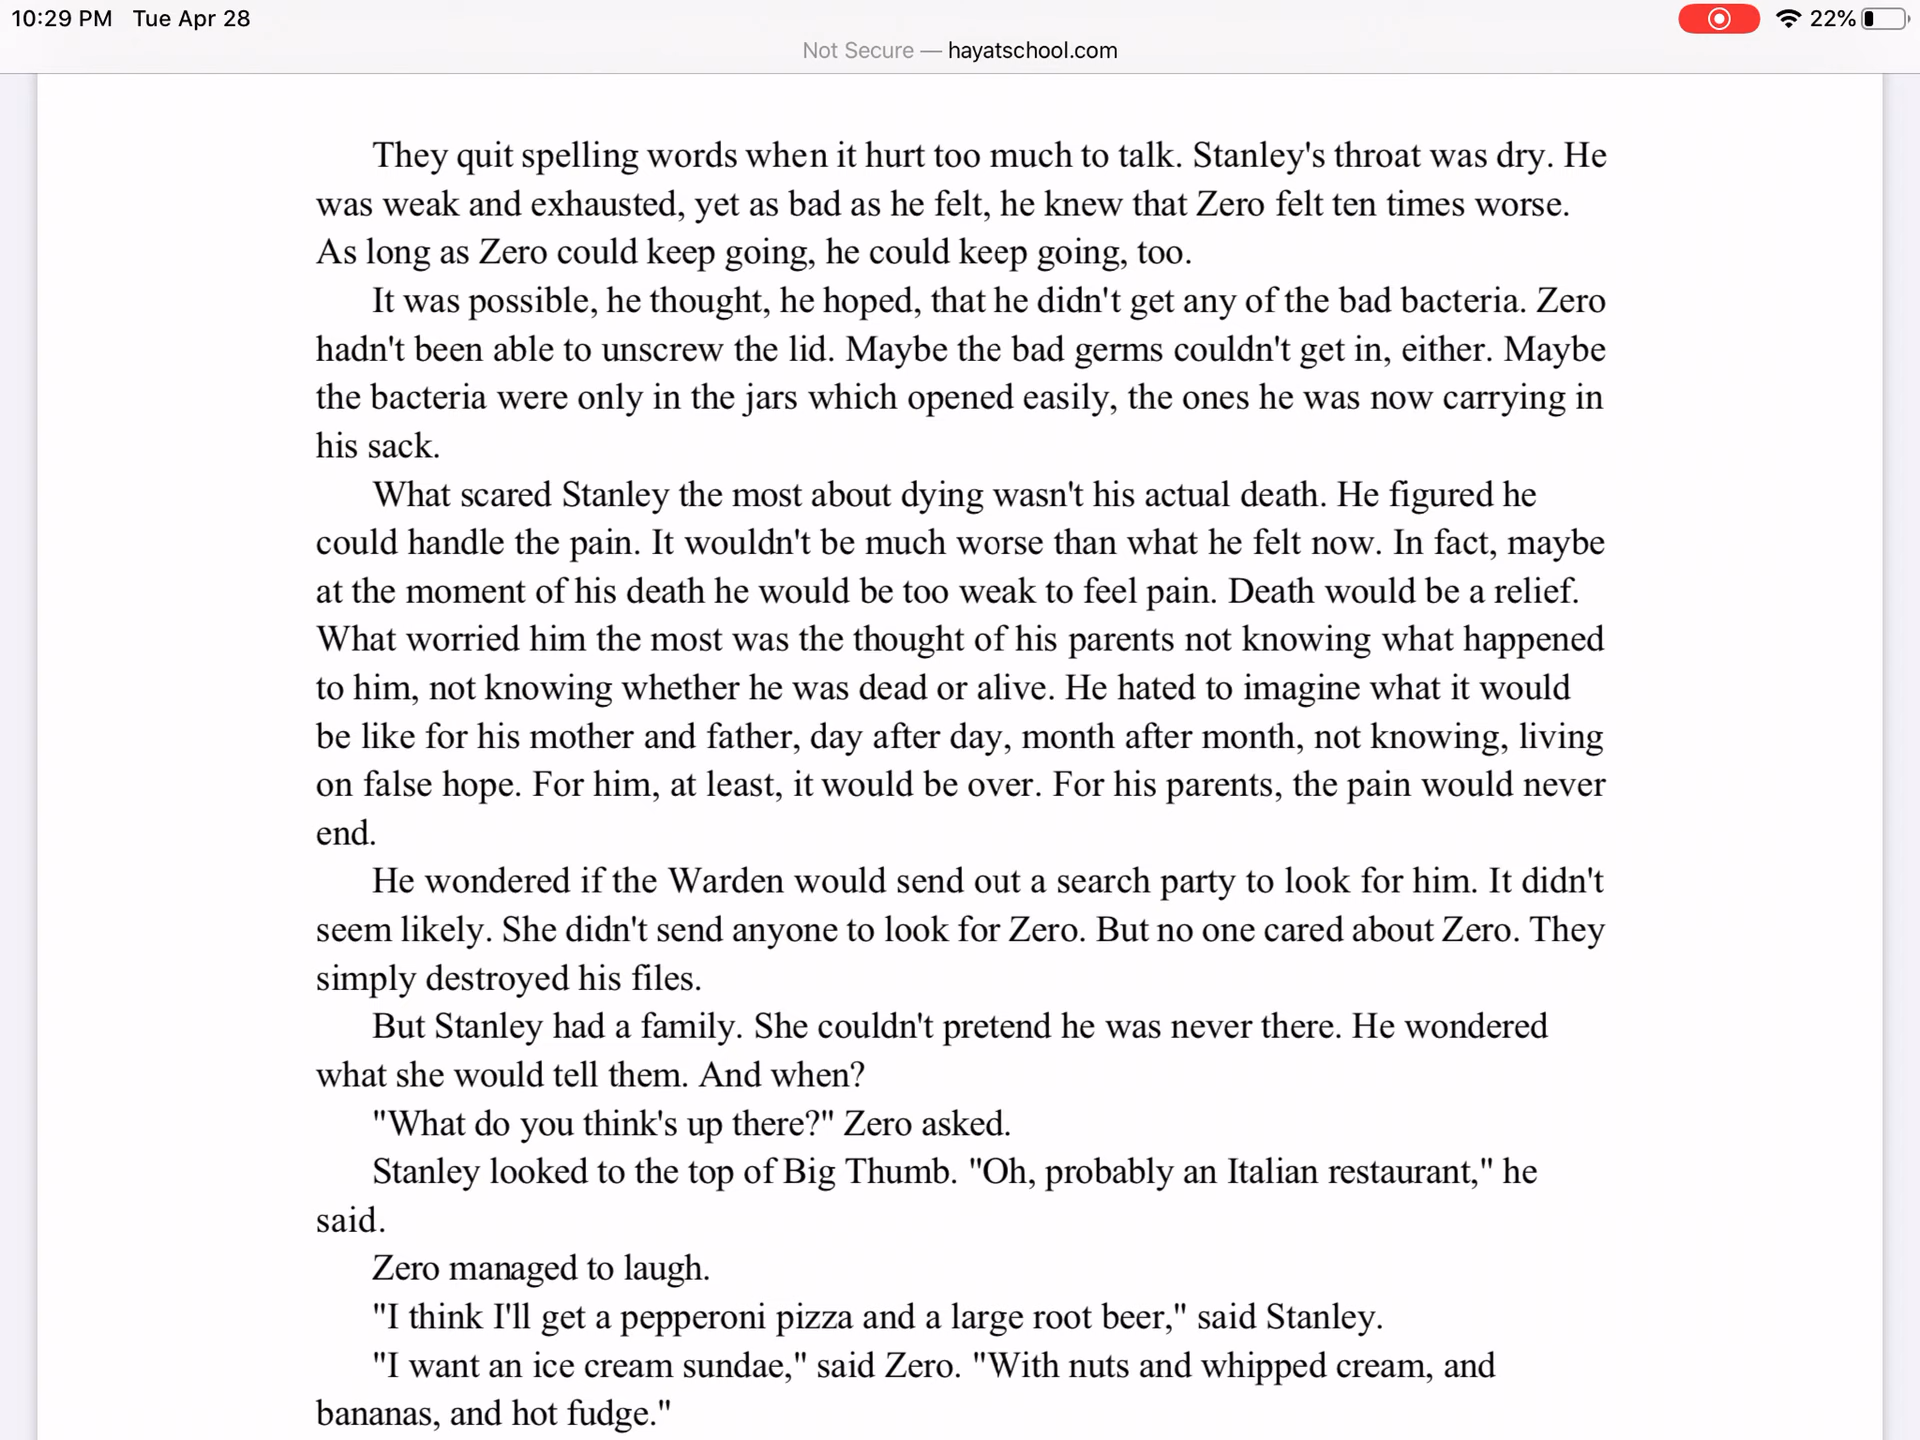 10:29 PM Tue Apr 28
22%
Not Secure — hayatschool.com
They quit spelling words when it hurt too much to talk. Stanley's throat was dry. He
was weak and exhausted, yet as bad as he felt, he knew that Zero felt ten times worse.
As long as Zero could keep going, he could keep going, too.
It was possible, he thought, he hoped, that he didn't get any of the bad bacteria. Zero
hadn't been able to unscrew the lid. Maybe the bad germs couldn't get in, either. Maybe
the bacteria were only in the jars which opened easily, the ones he was now carrying in
his sack.
What scared Stanley the most about dying wasn't his actual death. He figured he
could handle the pain. It wouldn't be much worse than what he felt now. In fact, maybe
at the moment of his death he would be too weak to feel pain. Death would be a relief.
What worried him the most was the thought of his parents not knowing what happened
to him, not knowing whether he was dead or alive. He hated to imagine what it would
be like for his mother and father, day after day, month after month, not knowing, living
on false hope. For him, at least, it would be over. For his parents, the pain would never
end.
He wondered if the Warden would send out a search party to look for him. It didn't
seem likely. She didn't send anyone to look for Zero. But no one cared about Zero. They
simply destroyed his files.
But Stanley had a family. She couldn't pretend he was never there. He wondered
what she would tell them. And when?
"What do you think's up there?" Zero asked.
Stanley looked to the top of Big Thumb. "Oh, probably an Italian restaurant," he
said.
Zero managed to laugh.
"I think I'll get a pepperoni pizza and a large root beer," said Stanley.
"I want an ice cream sundae," said Zero. "With nuts and whipped cream, and
bananas, and hot fudge."